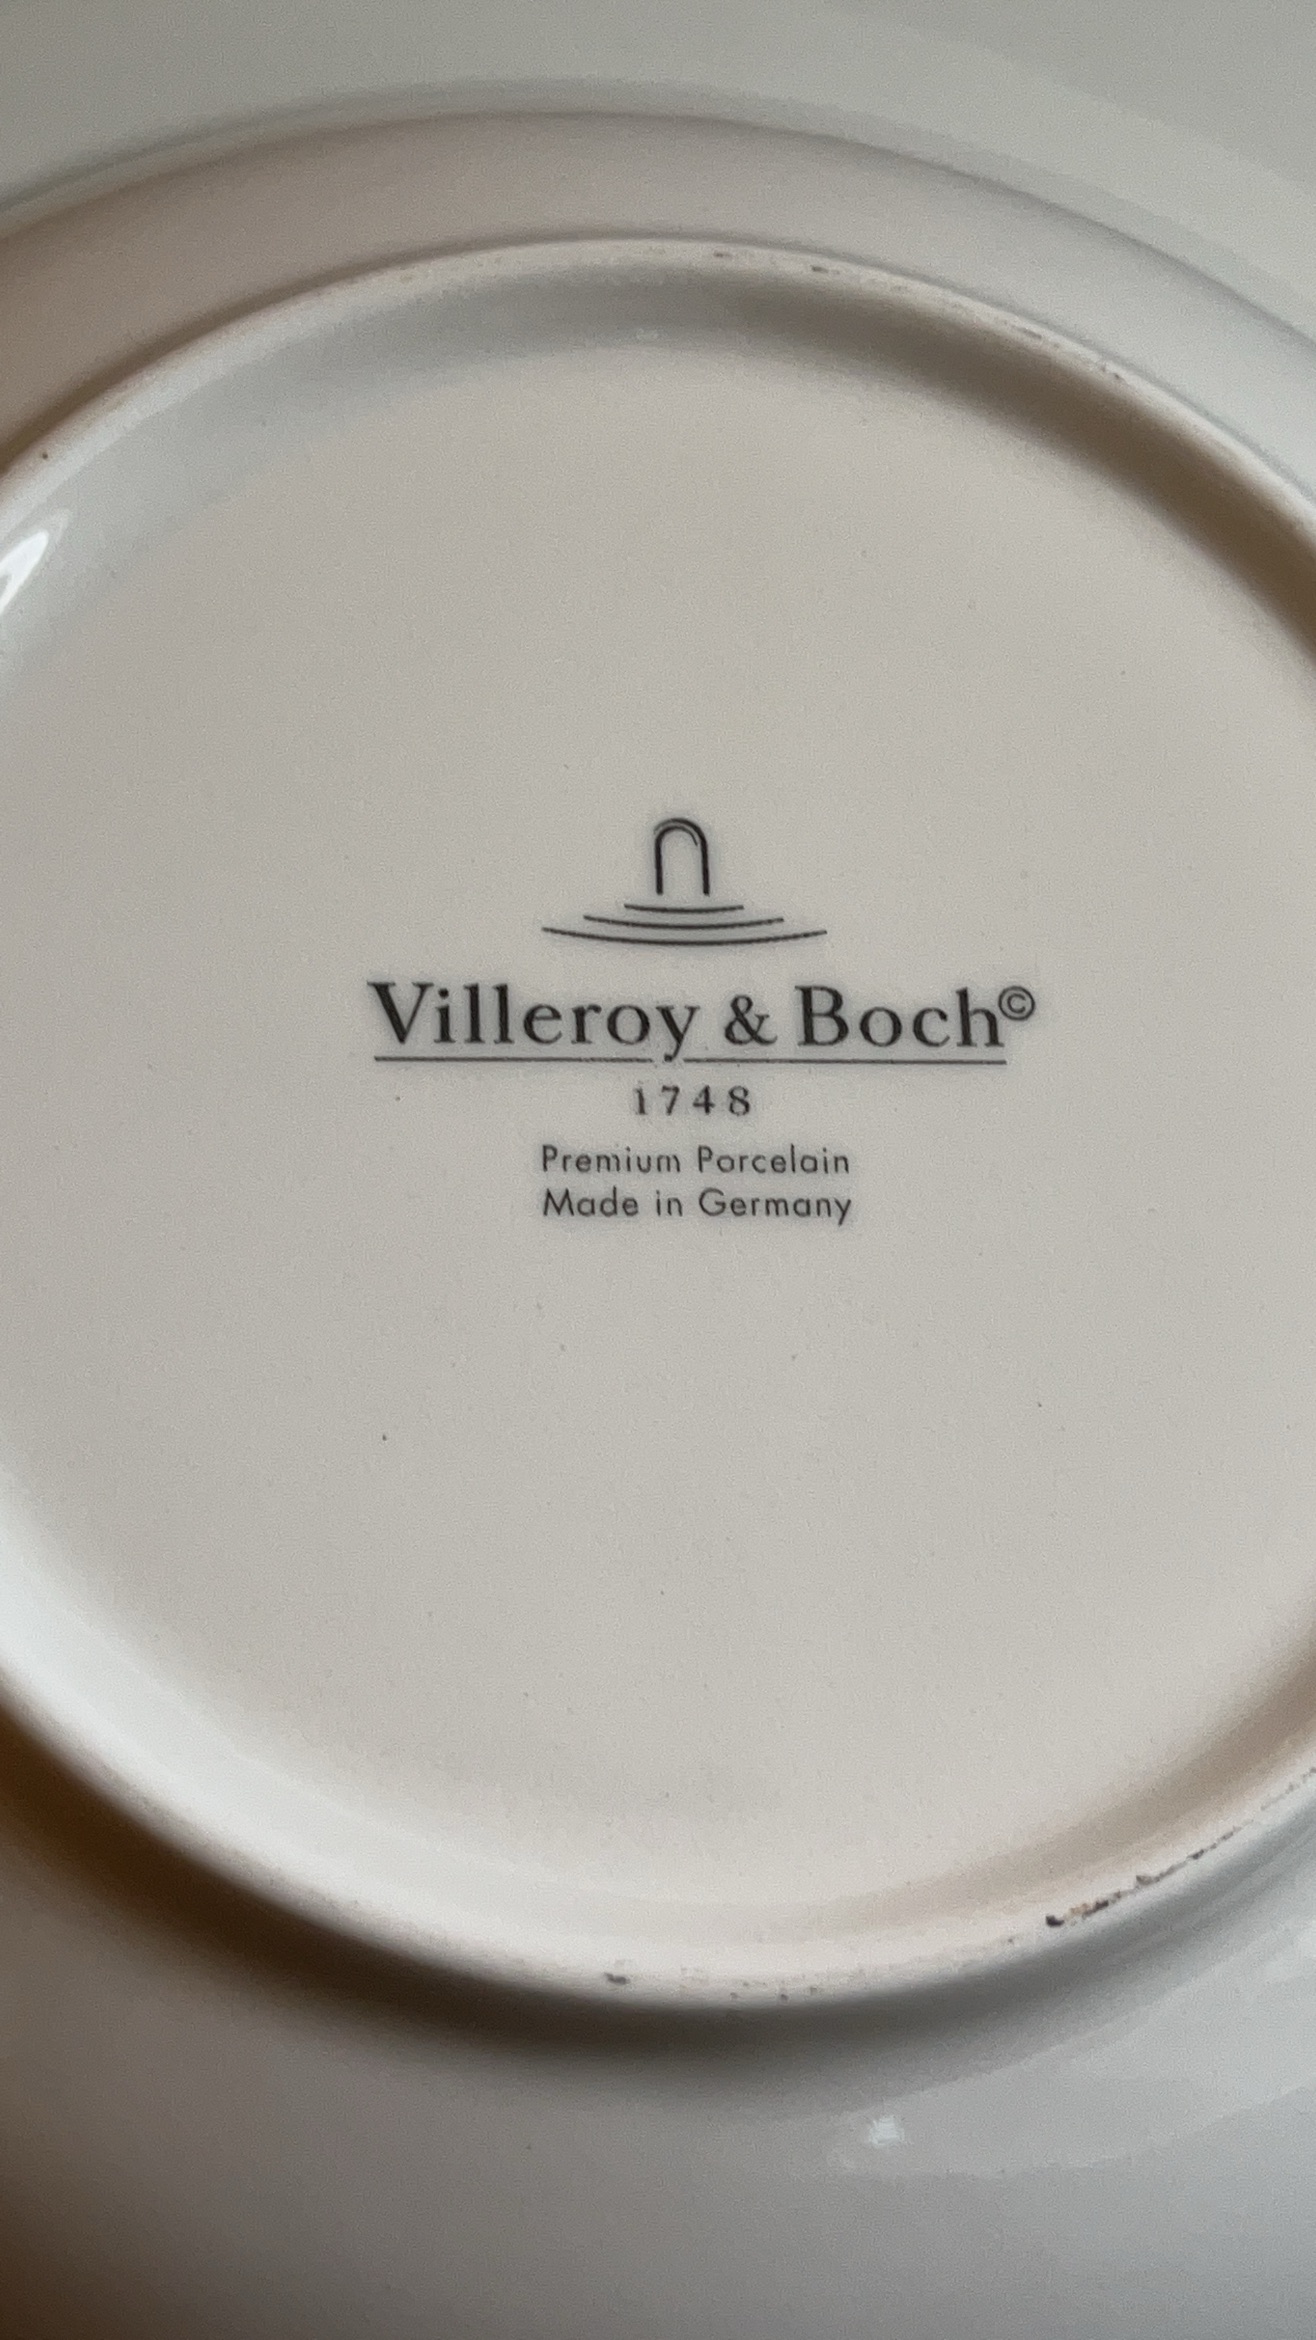 Villeroy & Boch©
1748
Premium Porcelain
Made in Germany